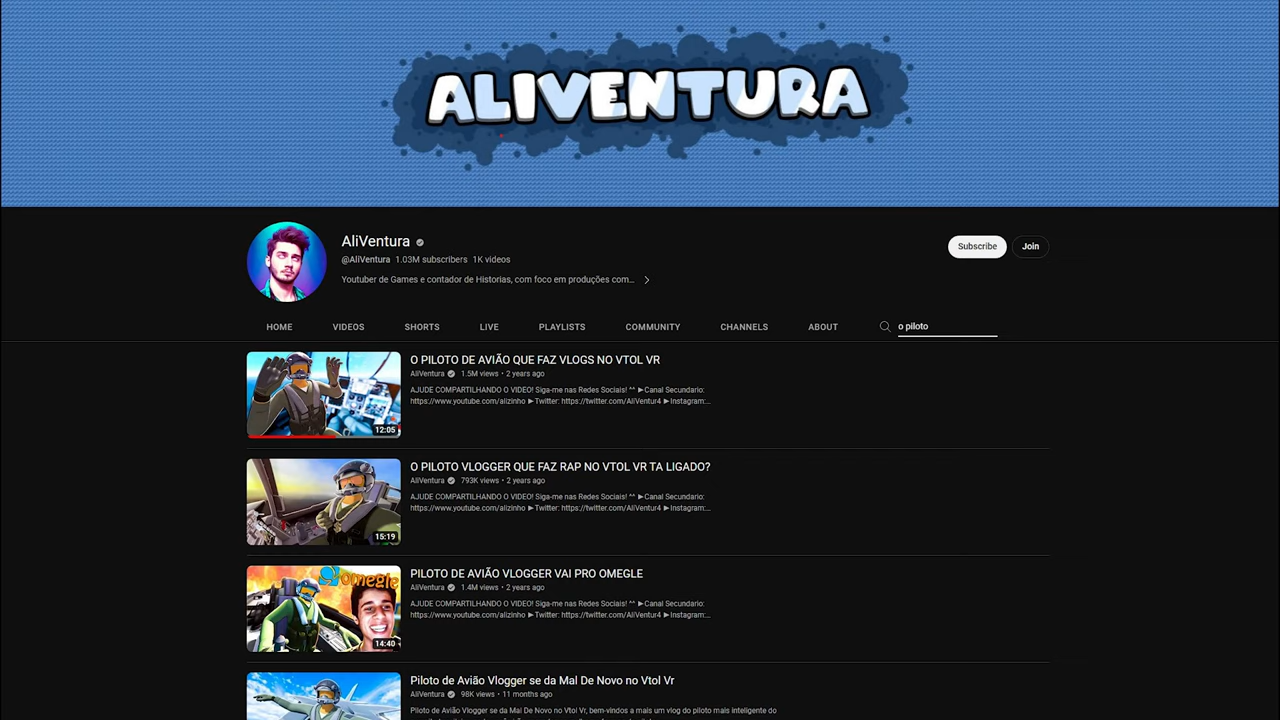 ALIVENTURA
AliVentura
@AliVentura 1.03M subscribers 1K videos
Youtuber de Games e contador de Historias, com foco em produções com...
Subscribe
Join
HOME
VIDEOS
SHORTS
LIVE
PLAYLISTS
COMMUNITY
CHANNELS
ABOUT
o piloto
O PILOTO DE AVIÃO QUE FAZ VLOGS NO VTOL VR
AliVentura 1.5M views • 2 years ago
AJUDE COMPARTILHANDO O VIDEO! Siga-me nas Redes Sociais! ^^ ►Canal Secundario:
https://www.youtube.com/alizinho ►Twitter: https://twitter.com/AliVentur4 ►Instagram:...
12:05
O PILOTO VLOGGER QUE FAZ RAP NO VTOL VR TA LIGADO?
AliVentura 793K views • 2 years ago
AJUDE COMPARTILHANDO O VIDEO! Siga-me nas Redes Sociais! ^^ ►Canal Secundario:
https://www.youtube.com/alizinho ►Twitter: https://twitter.com/AliVentur4 ►Instagram:...
15:19
omegle
PILOTO DE AVIÃO VLOGGER VAI PRO OMEGLE
AliVentura 1.4M views • 2 years ago
AJUDE COMPARTILHANDO O VIDEO! Siga-me nas Redes Sociais! ^^ ►Canal Secundario:
https://www.youtube.com/alizinho ►Twitter: https://twitter.com/AliVentur4 ►Instagram:...
14:40
Piloto de Avião Vlogger se da Mal De Novo no Vtol Vr
AliVentura 98K views • 11 months ago
Piloto de Avião Vlogger se da Mal De Novo no Vtol Vr, bem-vindos a mais um vlog do piloto mais inteligente do